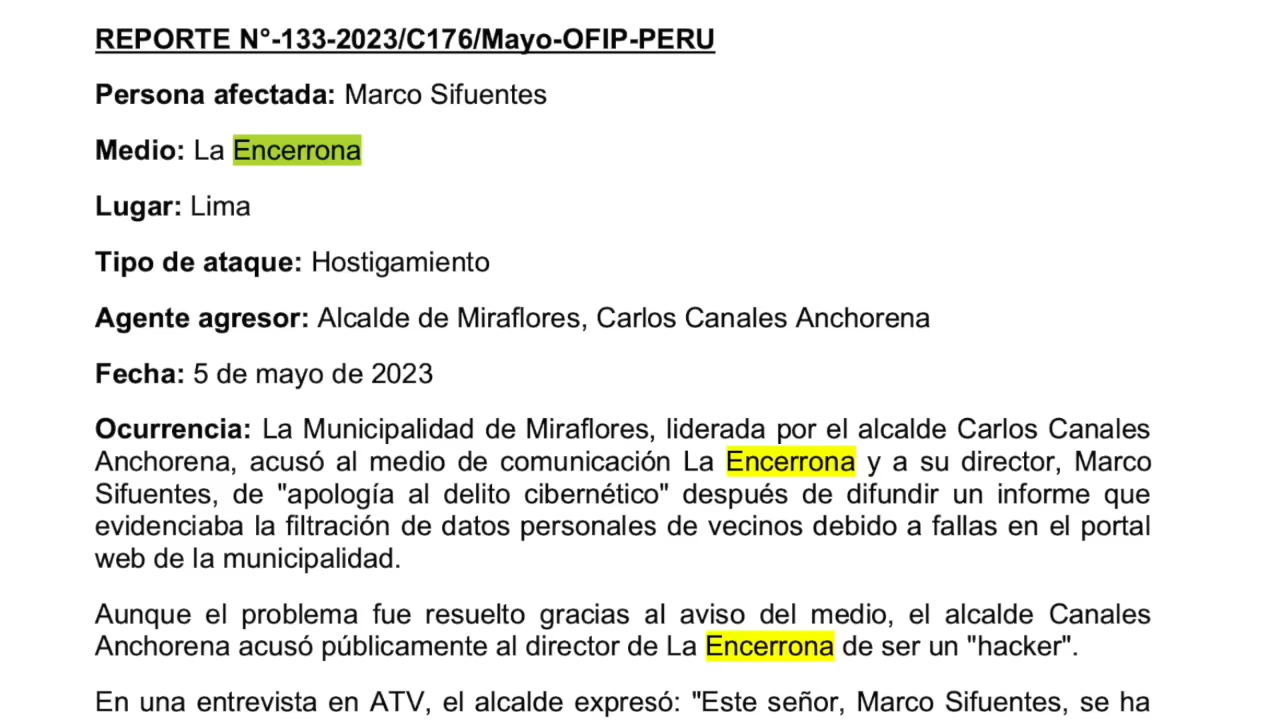 REPORTE N°-133-2023/C176/Mayo-OFIP-PERU
Persona afectada: Marco Sifuentes
Medio: La Encerrona
Lugar: Lima
Tipo de ataque: Hostigamiento
Agente agresor: Alcalde de Miraflores, Carlos Canales Anchorena
Fecha: 5 de mayo de 2023
Ocurrencia: La Municipalidad de Miraflores, liderada por el alcalde Carlos Canales
Anchorena, acusó al medio de comunicación La Encerrona y a su director, Marco
Sifuentes, de "apología al delito cibernético" después de difundir un informe que
evidenciaba la filtración de datos personales de vecinos debido a fallas en el portal
web de la municipalidad.
Aunque el problema fue resuelto gracias al aviso del medio, el alcalde Canales
Anchorena acusó públicamente al director de La Encerrona de ser un "hacker".
En una entrevista en ATV, el alcalde expresó: "Este señor, Marco Sifuentes, se ha